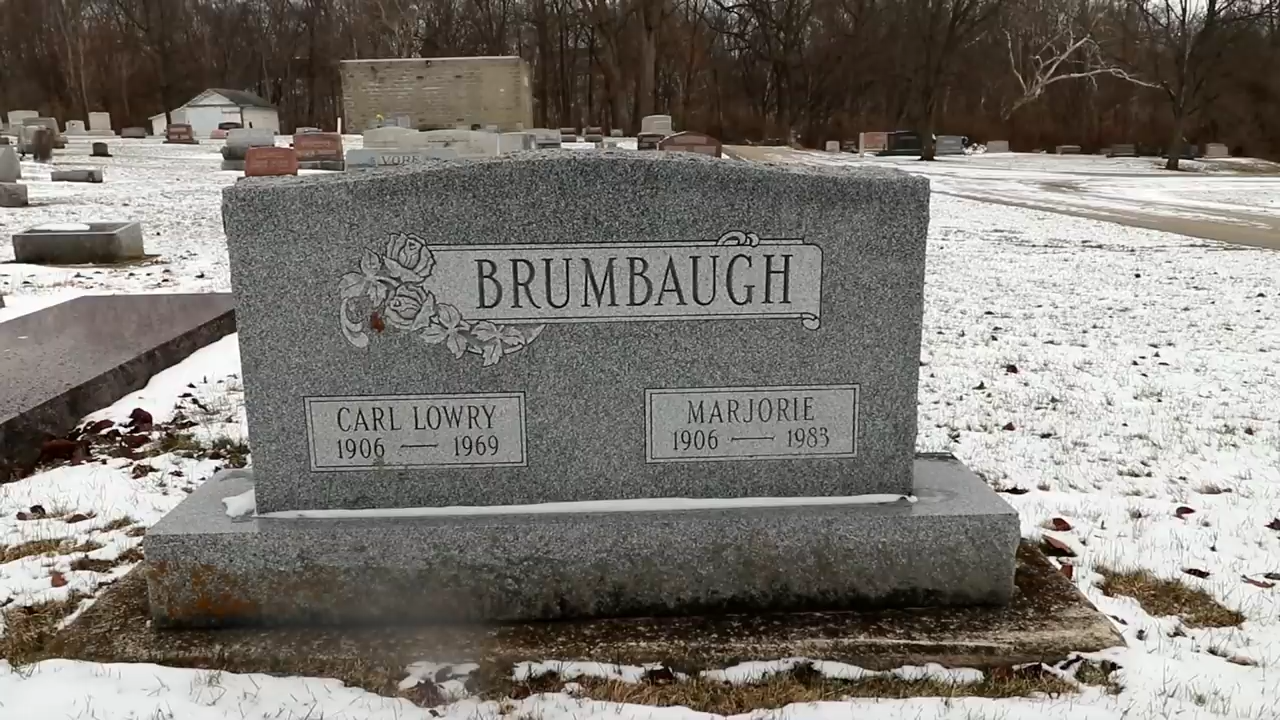 BRUMBAUGH
CARL LOWRY
1906 — 1969
MARJORIE
1906 — 1983